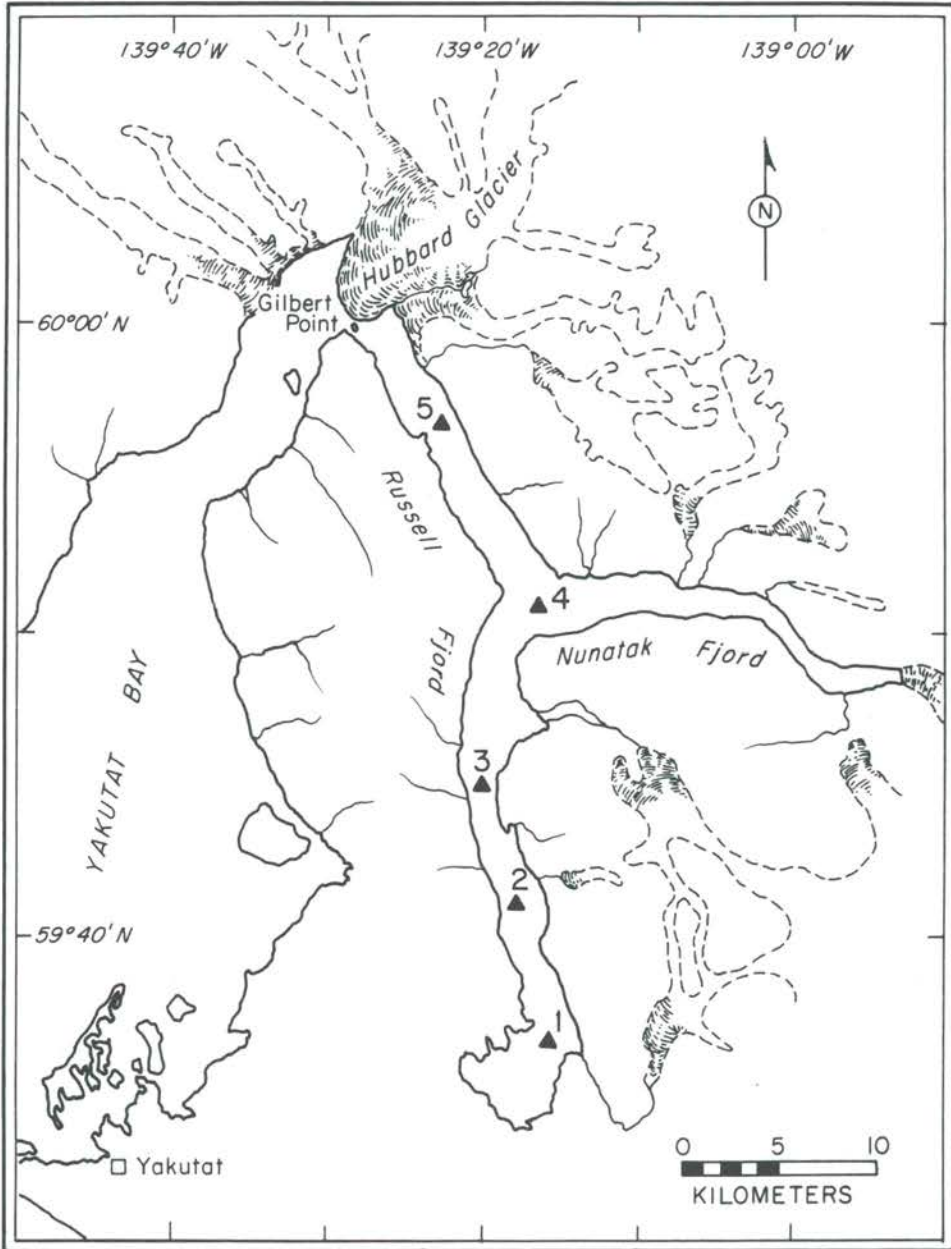 139°40'W 139°20'W 139°00'W
N
Hubbard Glacier
Gilbert
Point
60°00'N
5
Russell
Fjord
4
Nunatak Fjord
YAKUTAT BAY
3
2
59°40'N
1
Yakutat
0 5 10
KILOMETERS